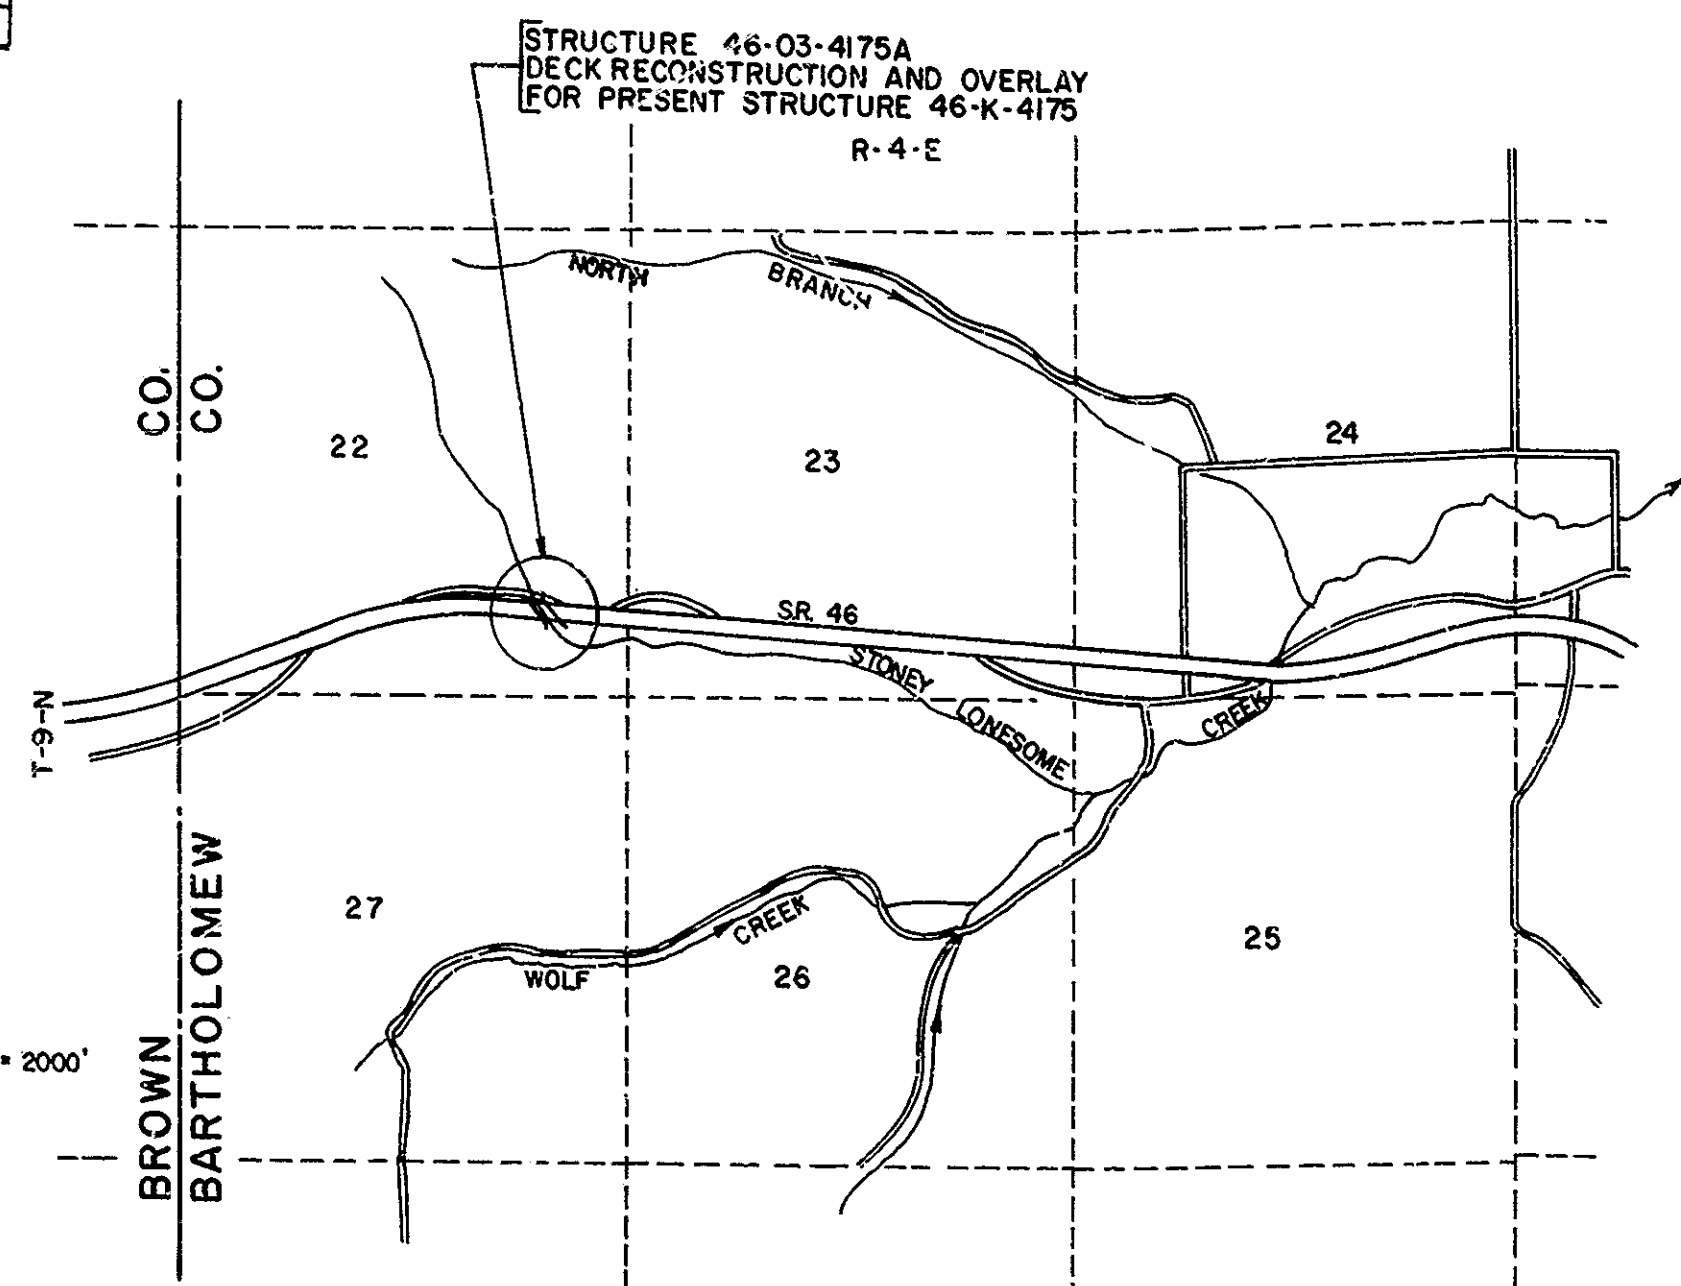 STRUCTURE 46-03-4175A
DECK RECONSTRUCTION AND OVERLAY
FOR PRESENT STRUCTURE 46-K-4175
R-4-E
NORTH BRANCH
CO.
CO.
22
23
24
S.R. 46
STONEY LONESOME CREEK
T-9-N
27
WOLF CREEK
26
25
= 2000'
BROWN
BARTHOLOMEW